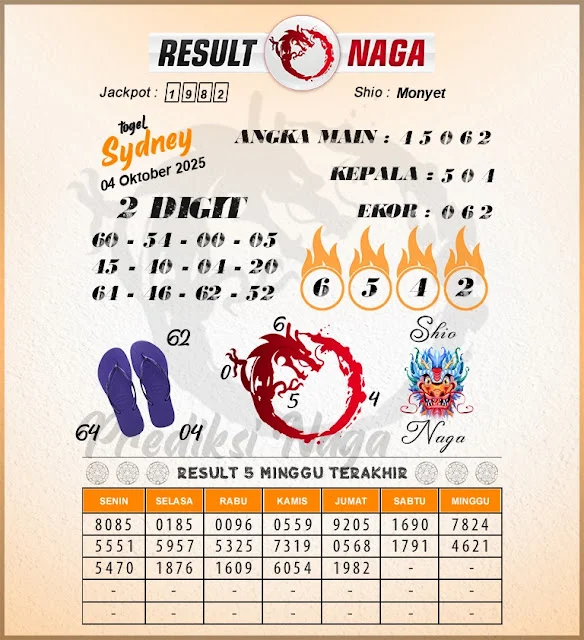 RESULT NAGA
Jackpot : 1982
Shio : Monyet
togel
Sydney
04 Oktober 2025
ANGKA MAIN : 4 5 0 6 2
KEPALA : 5 0 4
EKOR : 0 6 2
2 DIGIT
60 - 54 - 00 - 05
45 - 40 - 04 - 20
64 - 46 - 62 - 52
6 5 4 2
62
64
04
6
0
5
4
Shio
Naga
Prediksi Naga
RESULT 5 MINGGU TERAKHIR
SENIN SELASA RABU KAMIS JUMAT SABTU MINGGU
8085 0185 0096 0559 9205 1690 7824
5551 5957 5325 7319 0568 1791 4621
5470 1876 1609 6054 1982 - -
- - - - - - -
- - - - - - -